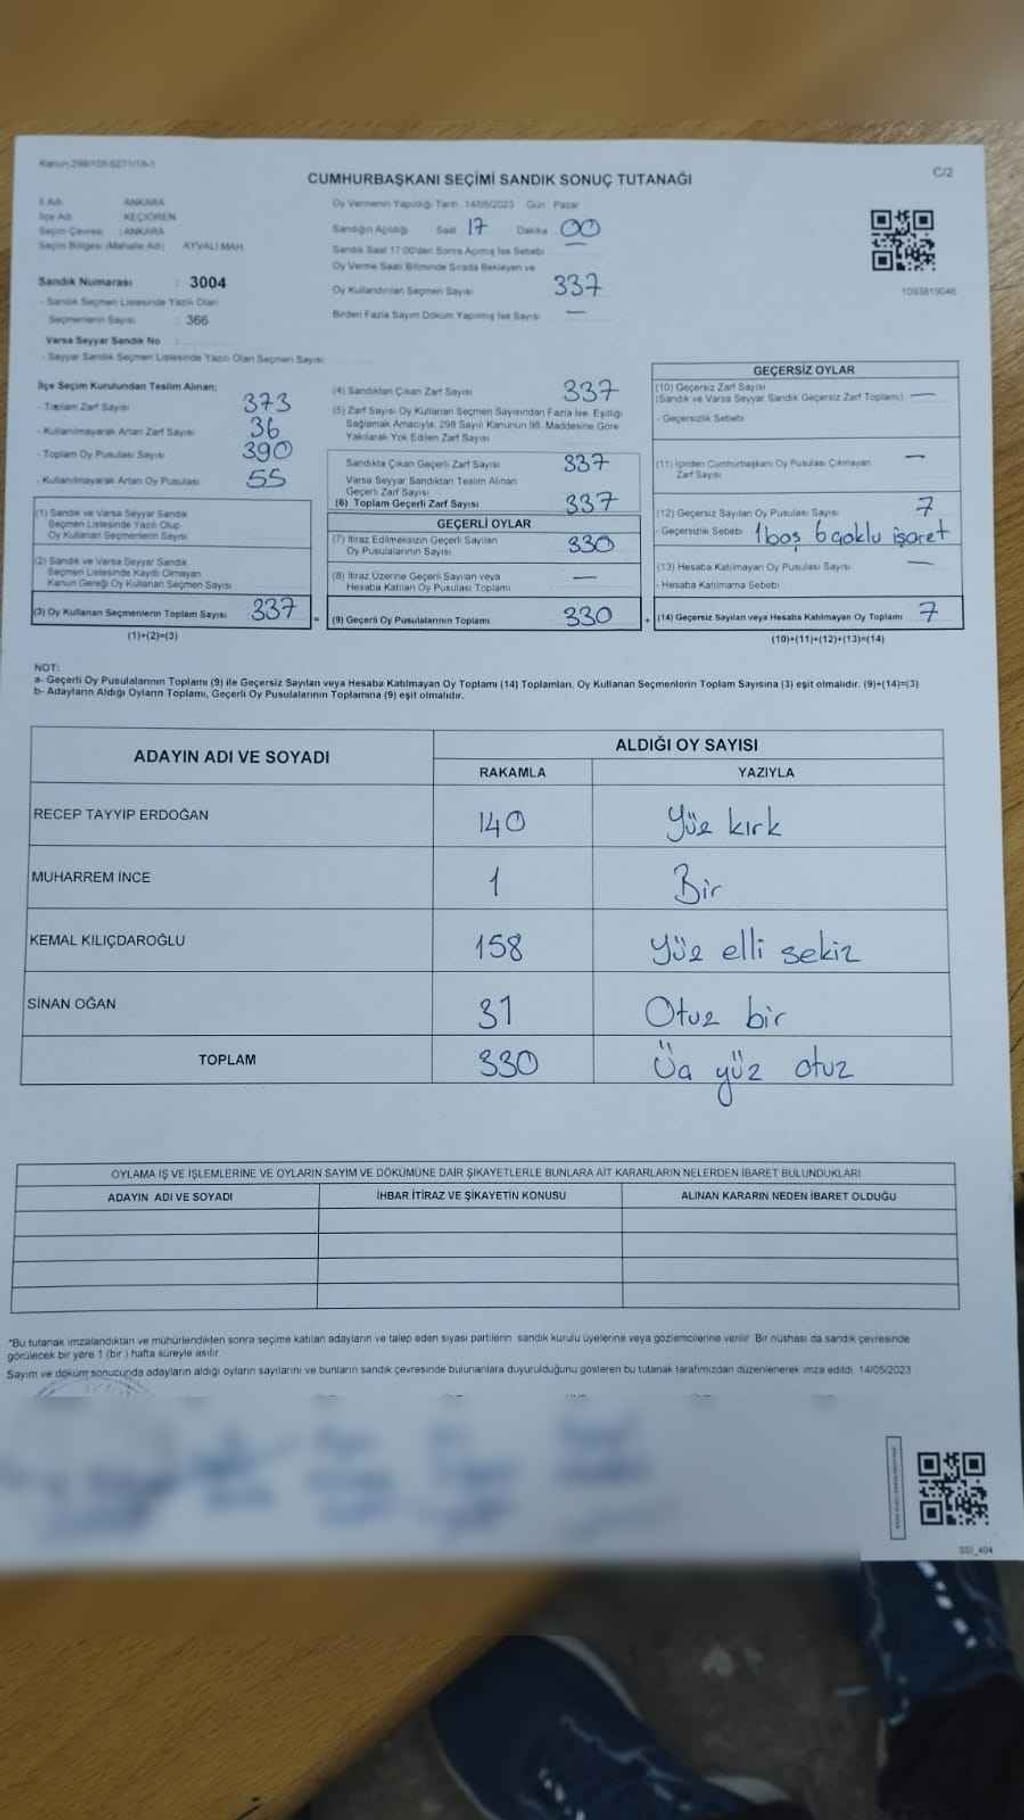 C/2
CUMHURBAŞKANI SEÇİMİ SANDIK SONUÇ TUTANAĞI
İl Adı ANKARA
İlçe Adı KEÇİÖREN
Seçim Çevresi : ANKARA
Seçim Bölgesi (Mahalle Adı) AYVALI MAH.
Sandık Numarası : 3004
- Sandık Seçmen Listesinde Yazılı Olan
Seçmenlerin Sayısı : 366
Varsa Seyyar Sandık No
- Seyyar Sandık Seçmen Listesinde Yazılı Olan Seçmen Sayısı
Oy Vermenin Yapıldığı Tarih 14/05/2023 Gün Pazar
Sandığın Açıldığı Saat 17 Dakika 00
Sandık Saat 17:00'den Sonra Açılmış İse Sebebi
Oy Verme Saati Bitiminde Sırada Bekleyen ve
Oy Kullandırılan Seçmen Sayısı 337
Birden Fazla Sayım Döküm Yapılmış İse Sayısı —
1093819046
İlçe Seçim Kurulundan Teslim Alınan;
- Toplam Zarf Sayısı 373
- Kullanılmayarak Artan Zarf Sayısı 36
- Toplam Oy Pusulası Sayısı 390
- Kullanılmayarak Artan Oy Pusulası 55
(1) Sandık ve Varsa Seyyar Sandık
Seçmen Listesinde Yazılı Olup
Oy Kullanan Seçmenlerin Sayısı
(2) Sandık ve Varsa Seyyar Sandık
Seçmen Listesinde Kayıtlı Olmayan
Kanun Gereği Oy Kullanan Seçmen Sayısı
(3) Oy Kullanan Seçmenlerin Toplam Sayısı 337
(1)+(2)=(3)
(4) Sandıktan Çıkan Zarf Sayısı 337
(5) Zarf Sayısı Oy Kullanan Seçmen Sayısından Fazla İse, Eşitliği
Sağlamak Amacıyla, 298 Sayılı Kanunun 98. Maddesine Göre
Yakılarak Yok Edilen Zarf Sayısı
Sandıkta Çıkan Geçerli Zarf Sayısı 337
Varsa Seyyar Sandıktan Teslim Alınan
Geçerli Zarf Sayısı
(6) Toplam Geçerli Zarf Sayısı 337
GEÇERLİ OYLAR
(7) İtiraz Edilmeksizin Geçerli Sayılan
Oy Pusulalarının Sayısı 330
(8) İtiraz Üzerine Geçerli Sayılan veya
Hesaba Katılan Oy Pusulası Toplamı —
= (9) Geçerli Oy Pusulalarının Toplamı 330
GEÇERSİZ OYLAR
(10) Geçersiz Zarf Sayısı
(Sandık ve Varsa Seyyar Sandık Geçersiz Zarf Toplamı) —
- Geçersizlik Sebebi
(11) İçinden Cumhurbaşkanı Oy Pusulası Çıkmayan
Zarf Sayısı —
(12) Geçersiz Sayılan Oy Pusulası Sayısı 7
- Geçersizlik Sebebi 1 boş 6 çoklu işaret
(13) Hesaba Katılmayan Oy Pusulası Sayısı —
- Hesaba Katılmama Sebebi
+ (14) Geçersiz Sayılan veya Hesaba Katılmayan Oy Toplamı 7
(10)+(11)+(12)+(13)=(14)
NOT:
a- Geçerli Oy Pusulalarının Toplamı (9) ile Geçersiz Sayılan veya Hesaba Katılmayan Oy Toplamı (14) Toplamları, Oy Kullanan Seçmenlerin Toplam Sayısına (3) eşit olmalıdır. (9)+(14)=(3)
b- Adayların Aldığı Oyların Toplamı, Geçerli Oy Pusulalarının Toplamına (9) eşit olmalıdır.
ADAYIN ADI VE SOYADI ALDIĞI OY SAYISI
RAKAMLA YAZIYLA
RECEP TAYYİP ERDOĞAN 140 Yüz kırk
MUHARREM İNCE 1 Bir
KEMAL KILIÇDAROĞLU 158 Yüz elli sekiz
SİNAN OĞAN 31 Otuz bir
TOPLAM 330 Üç yüz otuz
OYLAMA İŞ VE İŞLEMLERİNE VE OYLARIN SAYIM VE DÖKÜMÜNE DAİR ŞİKAYETLERLE BUNLARA AİT KARARLARIN NELERDEN İBARET BULUNDUKLARI
ADAYIN ADI VE SOYADI İHBAR İTİRAZ VE ŞİKAYETİN KONUSU ALINAN KARARIN NEDEN İBARET OLDUĞU
"Bu tutanak imzalandıktan ve mühürlendikten sonra seçime katılan adayların ve talep eden siyasi partilerin sandık kurulu üyelerine veya gözlemcilerine verilir. Bir nüshası da sandık çevresinde
görülecek bir yere 1 (bir ) hafta süreyle asılır.
Sayım ve döküm sonucunda adayların aldığı oyların sayılarını ve bunların sandık çevresinde bulunanlara duyurulduğunu gösteren bu tutanak tarafımızdan düzenlenerek imza edildi. 14/05/2023